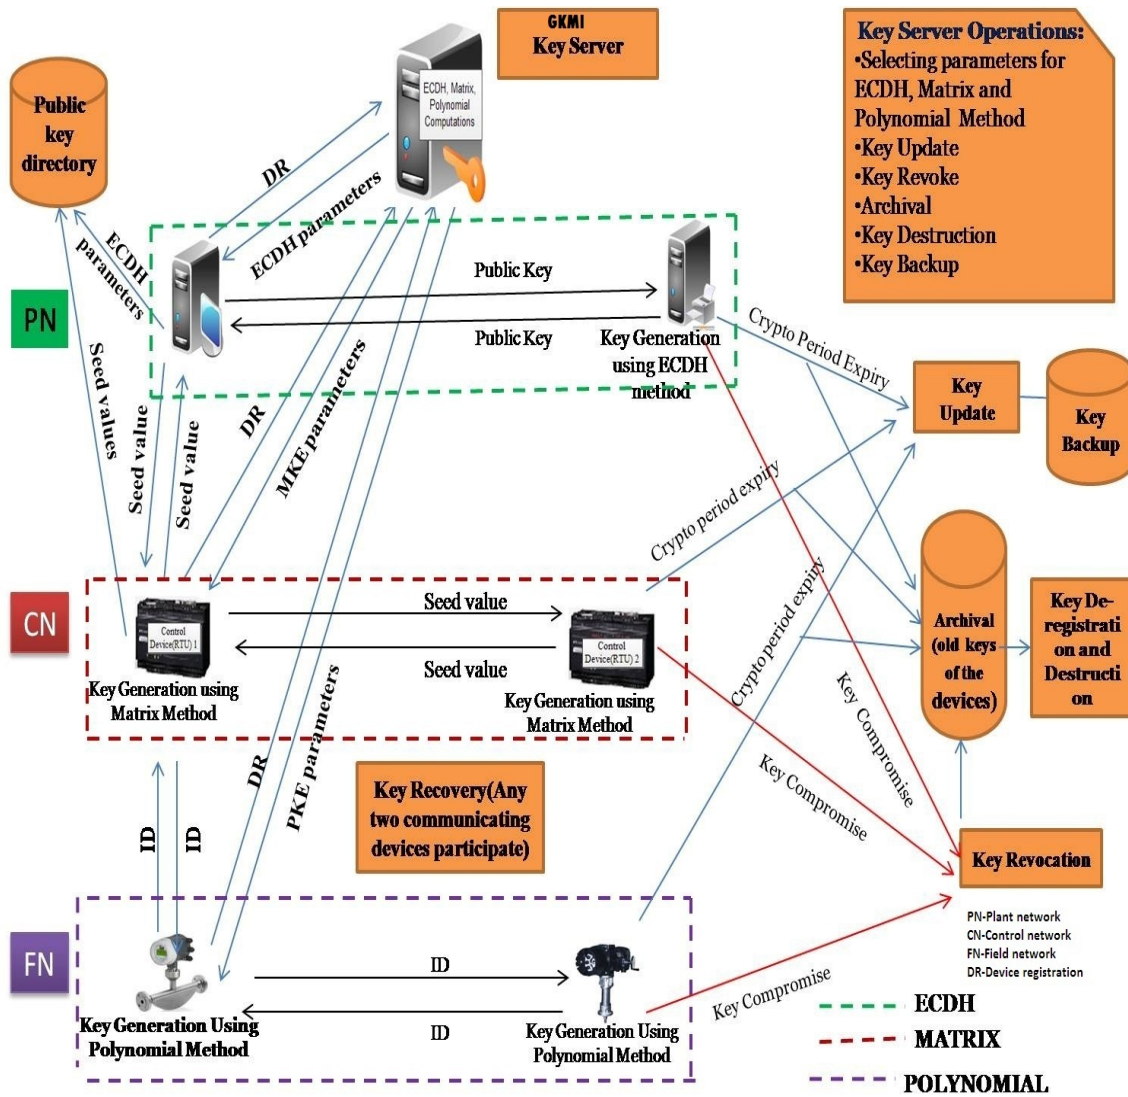 GKMI
Key Server
ECDH, Matrix,
Polynomial
Computations
Key Server Operations:
•Selecting parameters for
ECDH, Matrix and
Polynomial Method
•Key Update
•Key Revoke
•Archival
•Key Destruction
•Key Backup
Public
key
directory
DR
ECDH parameters
ECDH
parameters
PN
Public Key
Public Key
Key Generation
using ECDH
method
Crypto Period Expiry
Key
Update
Key
Backup
Seed values
Seed value
Seed value
DR
MKE parameters
Crypto period expiry
CN
Control
Device(RTU) 1
Key Generation using
Matrix Method
Seed value
Seed value
Control
Device(RTU) 2
Key Generation using
Matrix Method
Crypto period expiry
Archival
(old keys
of the
devices)
Key De-
registrati
on and
Destructi
on
Key Compromise
Key Compromise
DR
PKE parameters
Key Recovery(Any
two communicating
devices participate)
ID
ID
Key Revocation
FN
Key Generation Using
Polynomial Method
ID
ID
Key Generation Using
Polynomial Method
Key Compromise
PN-Plant network
CN-Control network
FN-Field network
DR-Device registration
ECDH
MATRIX
POLYNOMIAL